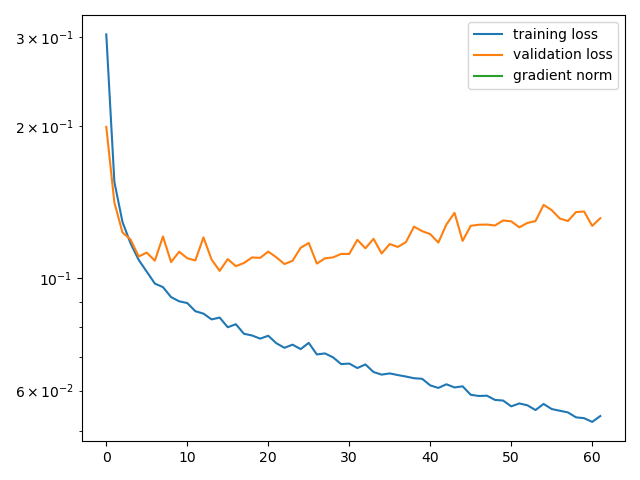 training loss
validation loss
gradient norm
3 × 10⁻¹
2 × 10⁻¹
10⁻¹
6 × 10⁻²
0 10 20 30 40 50 60